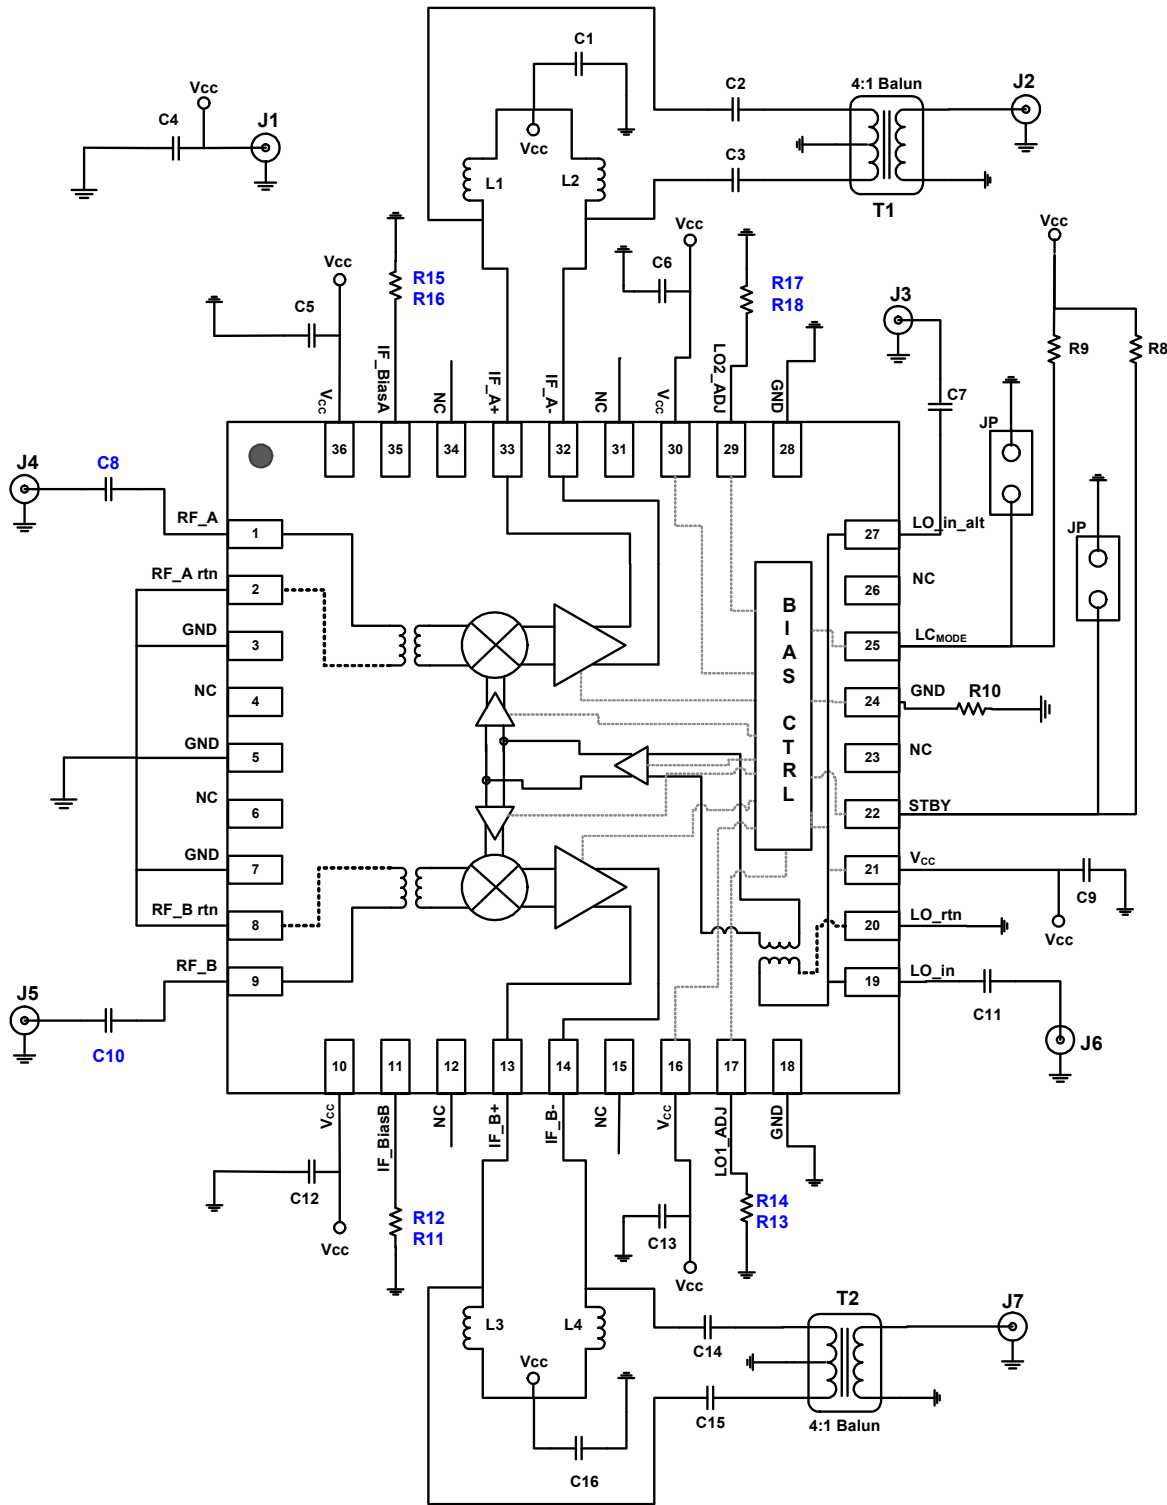 C1
4:1 Balun
J2
C2
Vcc
C4
J1
Vcc
L1
L2
C3
T1
Vcc
Vcc
Vcc
C6
R15
R16
R17
R18
C5
J3
R9
R8
C7
JP
JP
VCC
IF_BiasA
NC
IF_A+
IF_A-
NC
VCC
LO2_ADJ
GND
36
35
34
33
32
31
30
29
28
J4
C8
RF_A
1
RF_A rtn
2
GND
3
NC
4
GND
5
NC
6
GND
7
RF_B rtn
8
RF_B
9
J5
C10
BIAS
CTRL
27
LO_in_alt
26
NC
25
LCMODE
24
GND
R10
23
NC
22
STBY
21
VCC
C9
Vcc
20
LO_rtn
19
LO_in
C11
J6
10
11
12
13
14
15
16
17
18
VCC
IF_BiasB
NC
IF_B+
IF_B-
NC
VCC
LO1_ADJ
GND
C12
Vcc
R12
R11
C13
Vcc
R14
R13
L3
L4
Vcc
C14
C15
C16
T2
4:1 Balun
J7